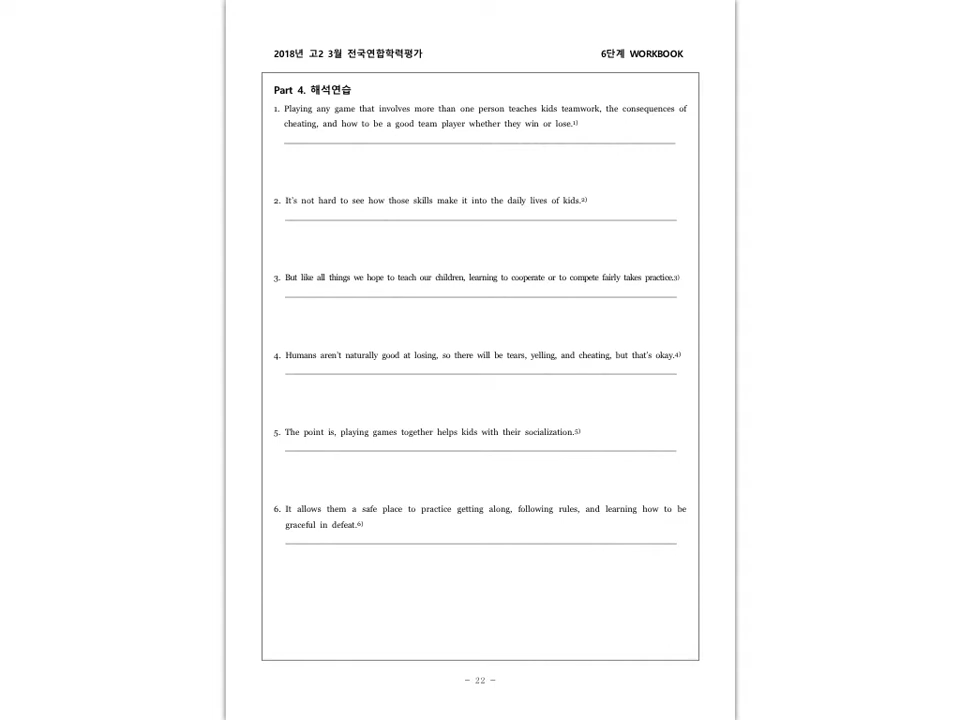 2018년 고2 3월 전국연합학력평가 6단계 WORKBOOK
Part 4. 해석연습
1. Playing any game that involves more than one person teaches kids teamwork, the consequences of
cheating, and how to be a good team player whether they win or lose.1)
2. It's not hard to see how those skills make it into the daily lives of kids.2)
3. But like all things we hope to teach our children, learning to cooperate or to compete fairly takes practice.3)
4. Humans aren't naturally good at losing, so there will be tears, yelling, and cheating, but that's okay.4)
5. The point is, playing games together helps kids with their socialization.5)
6. It allows them a safe place to practice getting along, following rules, and learning how to be
graceful in defeat.6)
- 22 -